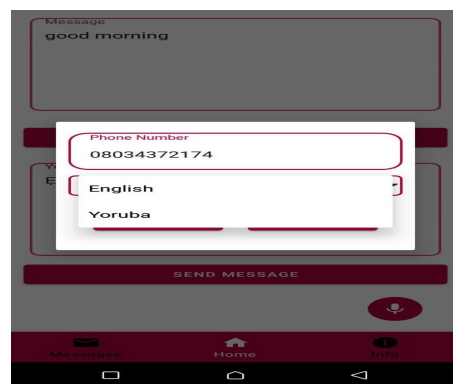 Message
good morning
Phone Number
08034372174
English
Yoruba
SEND MESSAGE
Messages
Home
Info